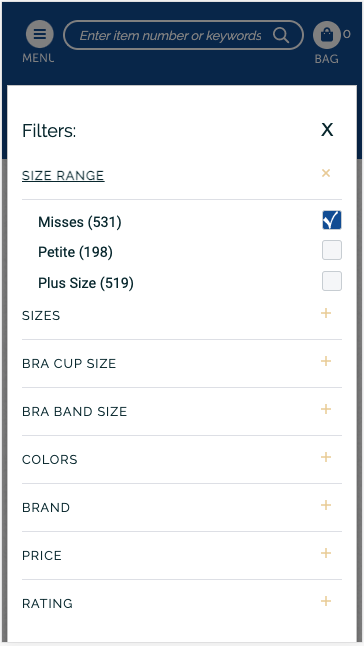 Enter item number or keywords
0
MENU
BAG
Filters:
X
SIZE RANGE
×
Misses (531)
Petite (198)
Plus Size (519)
SIZES
+
BRA CUP SIZE
+
BRA BAND SIZE
+
COLORS
+
BRAND
+
PRICE
+
RATING
+